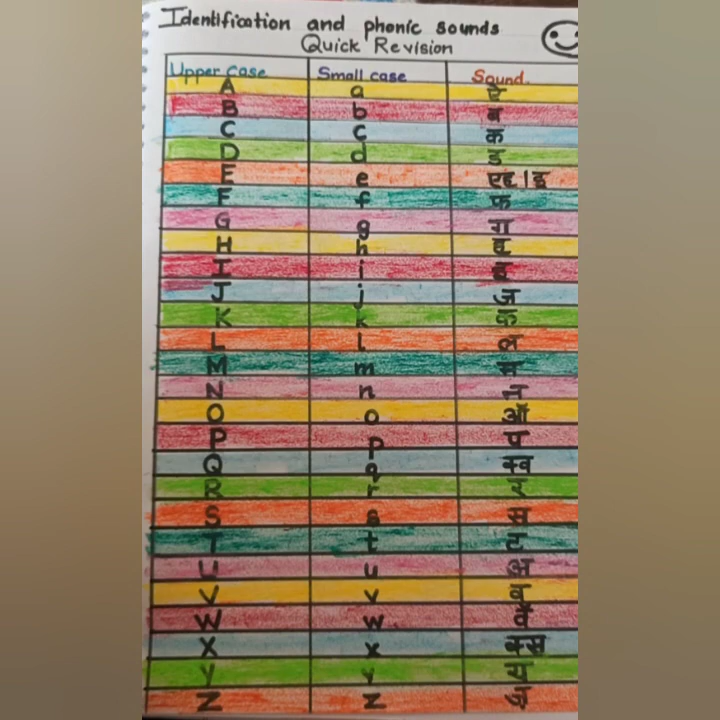 Identification and phonic sounds
Quick Revision
Upper case Small case Sound.
A a ऐ
B b ब
C c क
D d ड
E e एह / इ
F f फ
G g ग
H h ह
I i इ
J j ज
K k क
L l ल
M m म
N n न
O o ऑ
P p प
Q q क्व
R r र
S s स
T t ट
U u अ
V v व
W w वॅ
X x क्स
Y y य
Z z ज़